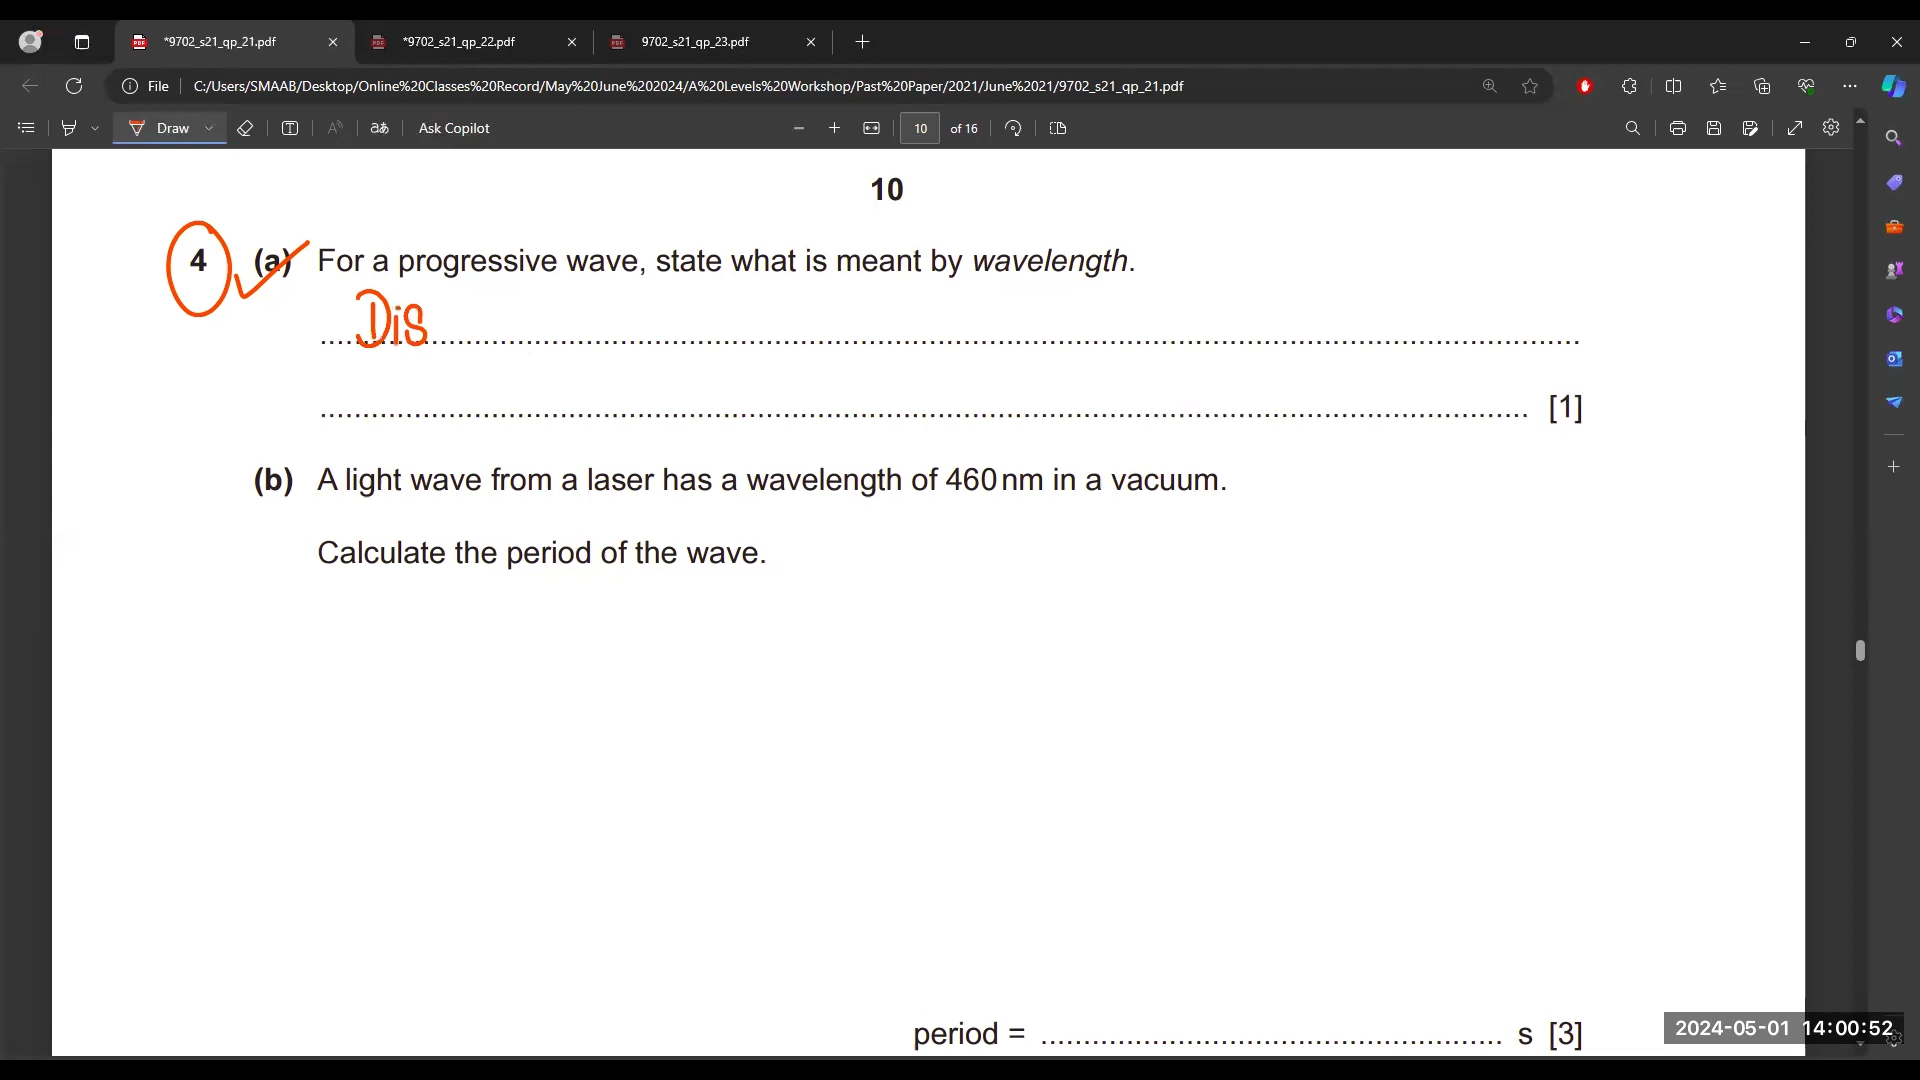 *9702_s21_qp_21.pdf *9702_s21_qp_22.pdf 9702_s21_qp_23.pdf
File C:/Users/SMAAB/Desktop/Online%20Classes%20Record/May%20June%202024/A%20Levels%20Workshop/Past%20Paper/2021/June%2021/9702_s21_qp_21.pdf
Draw Ask Copilot 10 of 16
10
4 (a) For a progressive wave, state what is meant by wavelength.
Dis
[1]
(b) A light wave from a laser has a wavelength of 460 nm in a vacuum.
Calculate the period of the wave.
period = .................................................... s [3]
2024-05-01 14:00:52